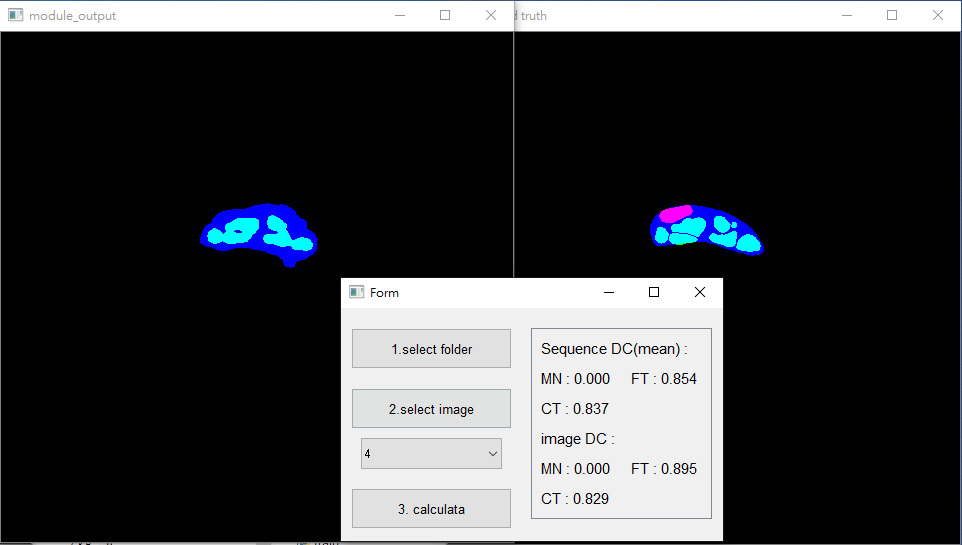 module_output
d truth
Form
1.select folder
2.select image
4
3. calculata
Sequence DC(mean) :
MN : 0.000 FT : 0.854
CT : 0.837
image DC :
MN : 0.000 FT : 0.895
CT : 0.829